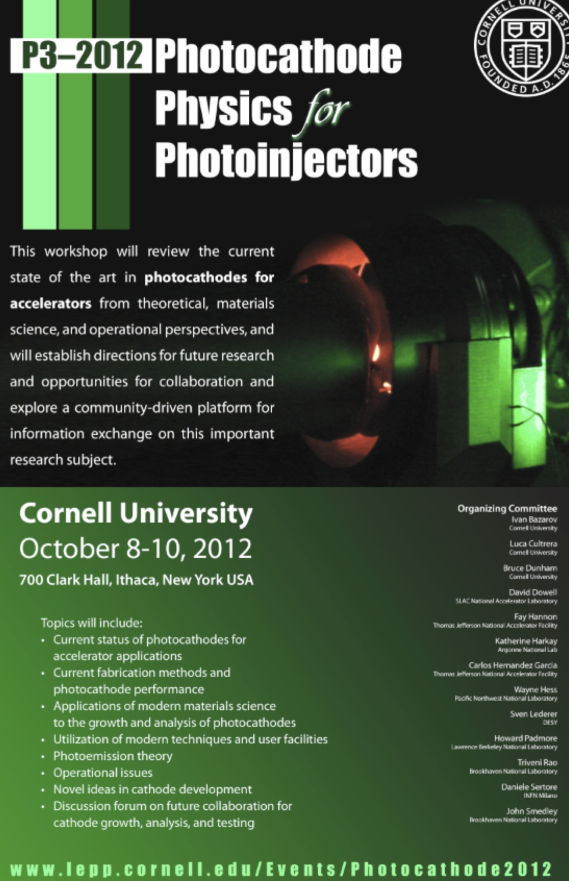 CORNELL UNIVERSITY
FOUNDED A.D. 1865
P3–2012 Photocathode
Physics for
Photoinjectors
This workshop will review the current
state of the art in photocathodes for
accelerators from theoretical, materials
science, and operational perspectives, and
will establish directions for future research
and opportunities for collaboration and
explore a community-driven platform for
information exchange on this important
research subject.
Cornell University
October 8-10, 2012
700 Clark Hall, Ithaca, New York USA
Topics will include:
• Current status of photocathodes for
accelerator applications
• Current fabrication methods and
photocathode performance
• Applications of modern materials science
to the growth and analysis of photocathodes
• Utilization of modern techniques and user facilities
• Photoemission theory
• Operational issues
• Novel ideas in cathode development
• Discussion forum on future collaboration for
cathode growth, analysis, and testing
Organizing Committee
Ivan Bazarov
Cornell University
Luca Cultrera
Cornell University
Bruce Dunham
Cornell University
David Dowell
SLAC National Accelerator Laboratory
Fay Hannon
Thomas Jefferson National Accelerator Facility
Katherine Harkay
Argonne National Lab
Carlos Hernandez Garcia
Thomas Jefferson National Accelerator Facility
Wayne Hess
Pacific Northwest National Laboratory
Sven Lederer
DESY
Howard Padmore
Lawrence Berkeley National Laboratory
Triveni Rao
Brookhaven National Laboratory
Daniele Sertore
INFN Milano
John Smedley
Brookhaven National Laboratory
www.lepp.cornell.edu/Events/Photocathode2012